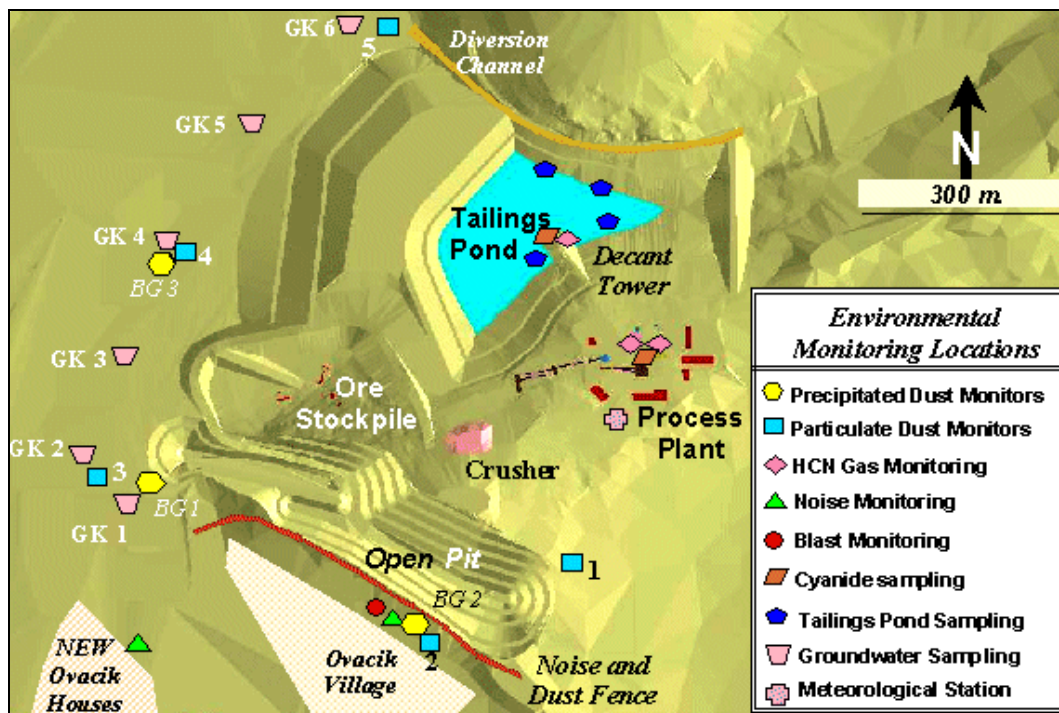 GK 6
5
Diversion
Channel
GK 5
N
300 m.
GK 4
4
BG 3
Tailings
Pond
Decant
Tower
GK 3
Ore
Stockpile
Process
Plant
Crusher
GK 2
3
BG 1
GK 1
Open Pit
1
BG 2
2
NEW
Ovacik
Houses
Ovacik
Village
Noise and
Dust Fence
Environmental
Monitoring Locations
Precipitated Dust Monitors
Particulate Dust Monitors
HCN Gas Monitoring
Noise Monitoring
Blast Monitoring
Cyanide sampling
Tailings Pond Sampling
Groundwater Sampling
Meteorological Station